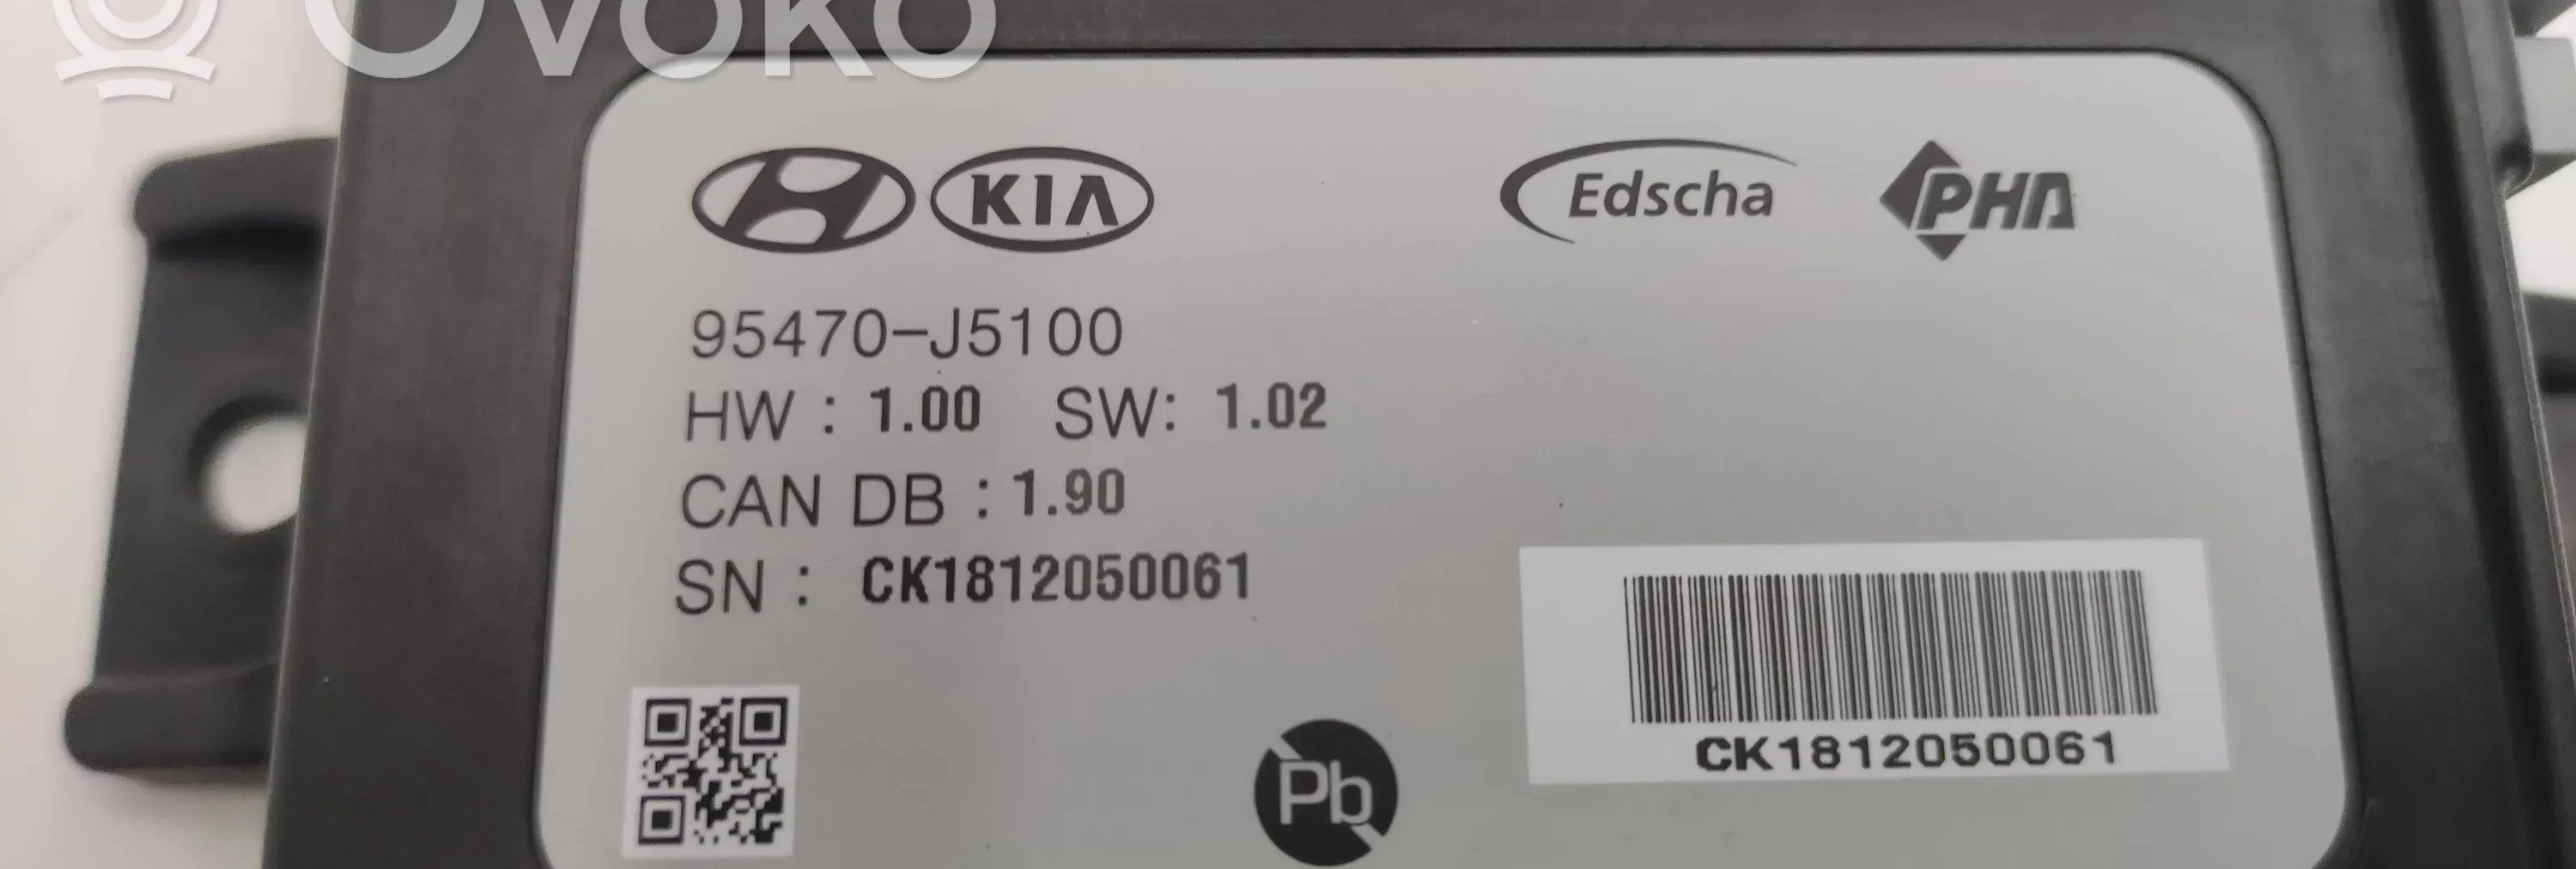 Ovoko
KIA
Edscha
PHA
95470-J5100
HW : 1.00 SW: 1.02
CAN DB : 1.90
SN : CK1812050061
Pb
CK1812050061